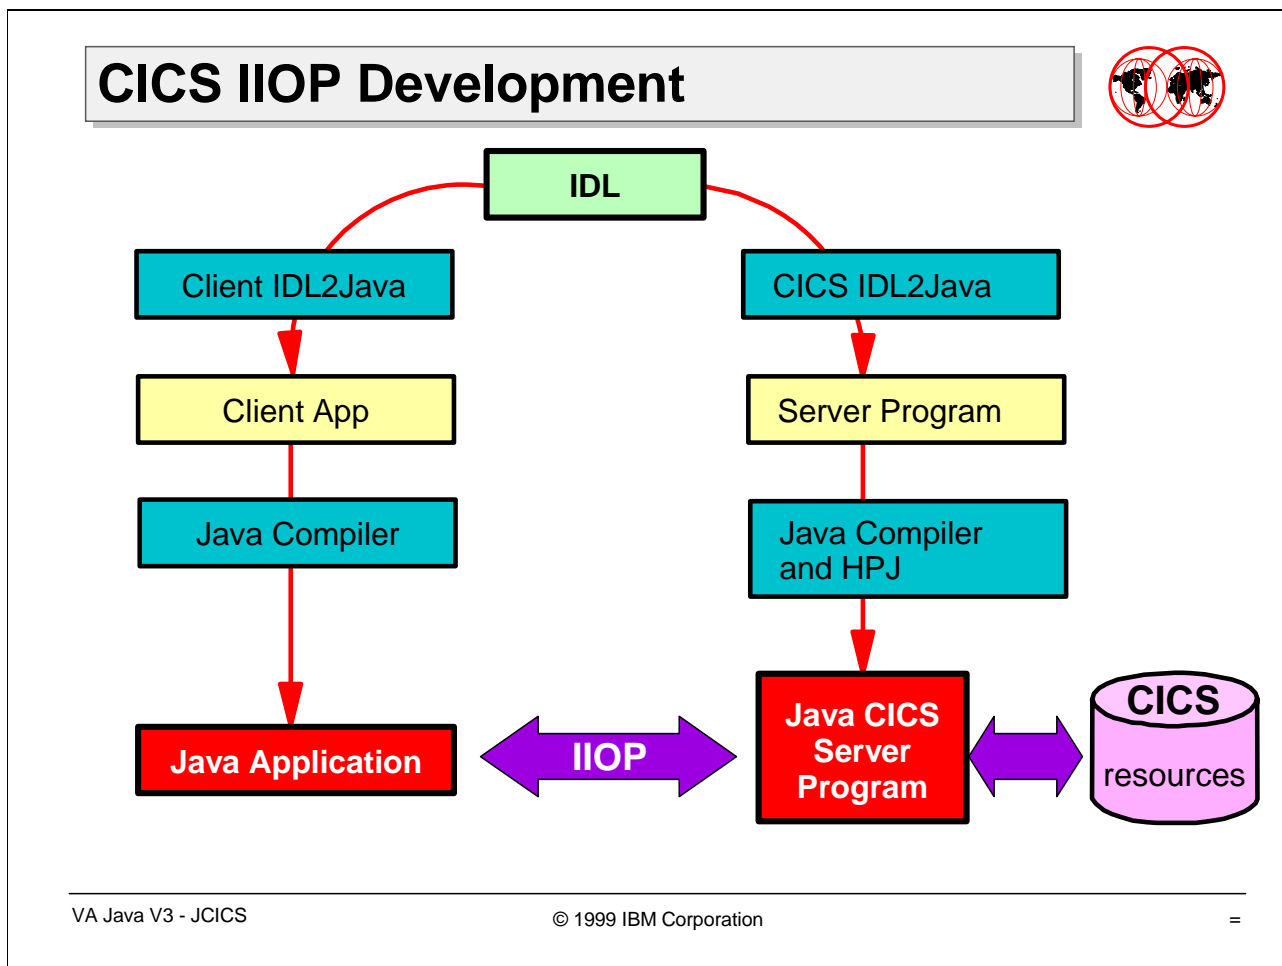 CICS IIOP Development
IDL
Client IDL2Java
CICS IDL2Java
Client App
Server Program
Java Compiler
Java Compiler
and HPJ
Java Application
IIOP
Java CICS
Server
Program
CICS
resources
VA Java V3 - JCICS
© 1999 IBM Corporation
=